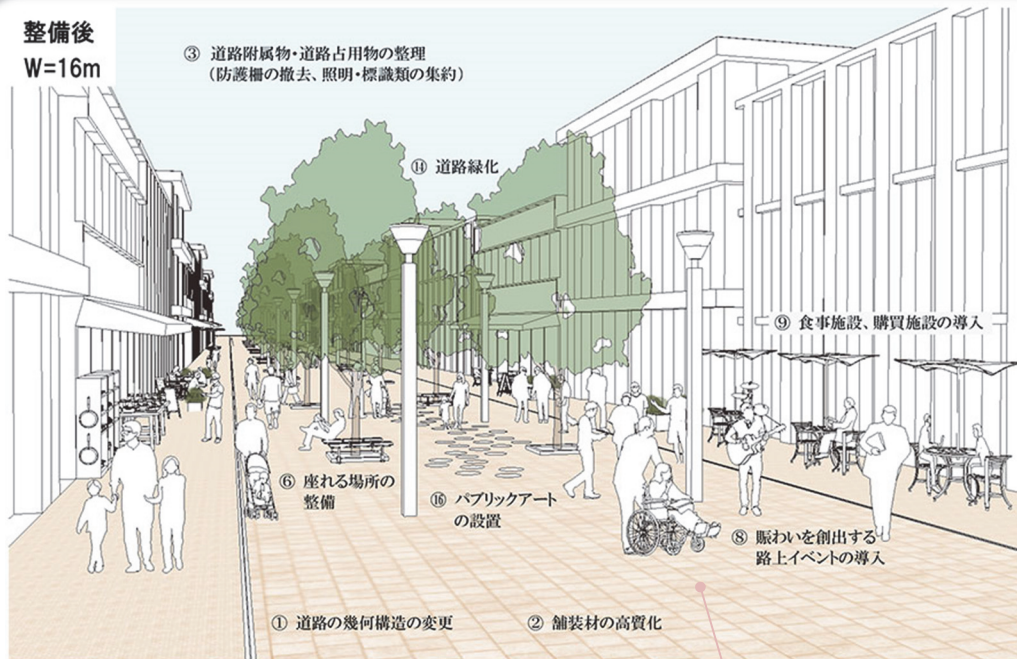 整備後
W=16m
③ 道路附属物・道路占用物の整理
（防護柵の撤去、照明・標識類の集約）
⑭ 道路緑化
⑨ 食事施設、購買施設の導入
⑥ 座れる場所の
整備
⑯ パブリックアート
の設置
⑧ 賑わいを創出する
路上イベントの導入
① 道路の幾何構造の変更
② 舗装材の高質化